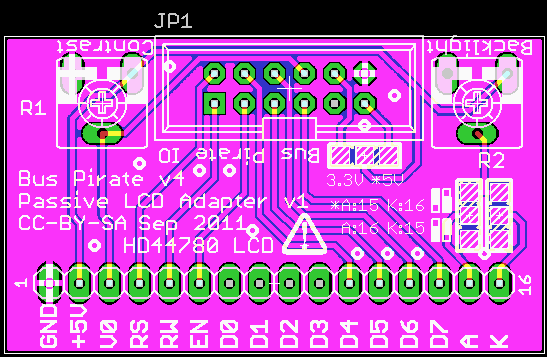 JP1
Contrast
Backlight
R1
Bus Pirate IO
R2
Bus Pirate v4
3.3V *5V
Passive LCD Adapter v1
*A:15 K:16
CC-BY-SA Sep 2011
A:16 K:15
HD44780 LCD
1
16
GND
+5V
V0
RS
RW
EN
D0
D1
D2
D3
D4
D5
D6
D7
A
K